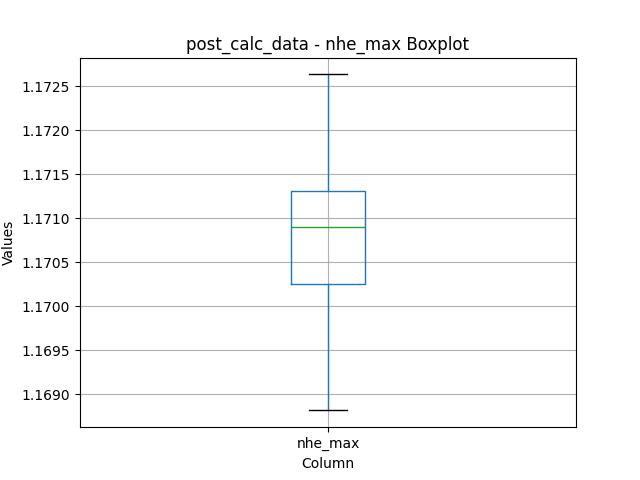 post_calc_data - nhe_max Boxplot
Values
1.1725
1.1720
1.1715
1.1710
1.1705
1.1700
1.1695
1.1690
nhe_max
Column